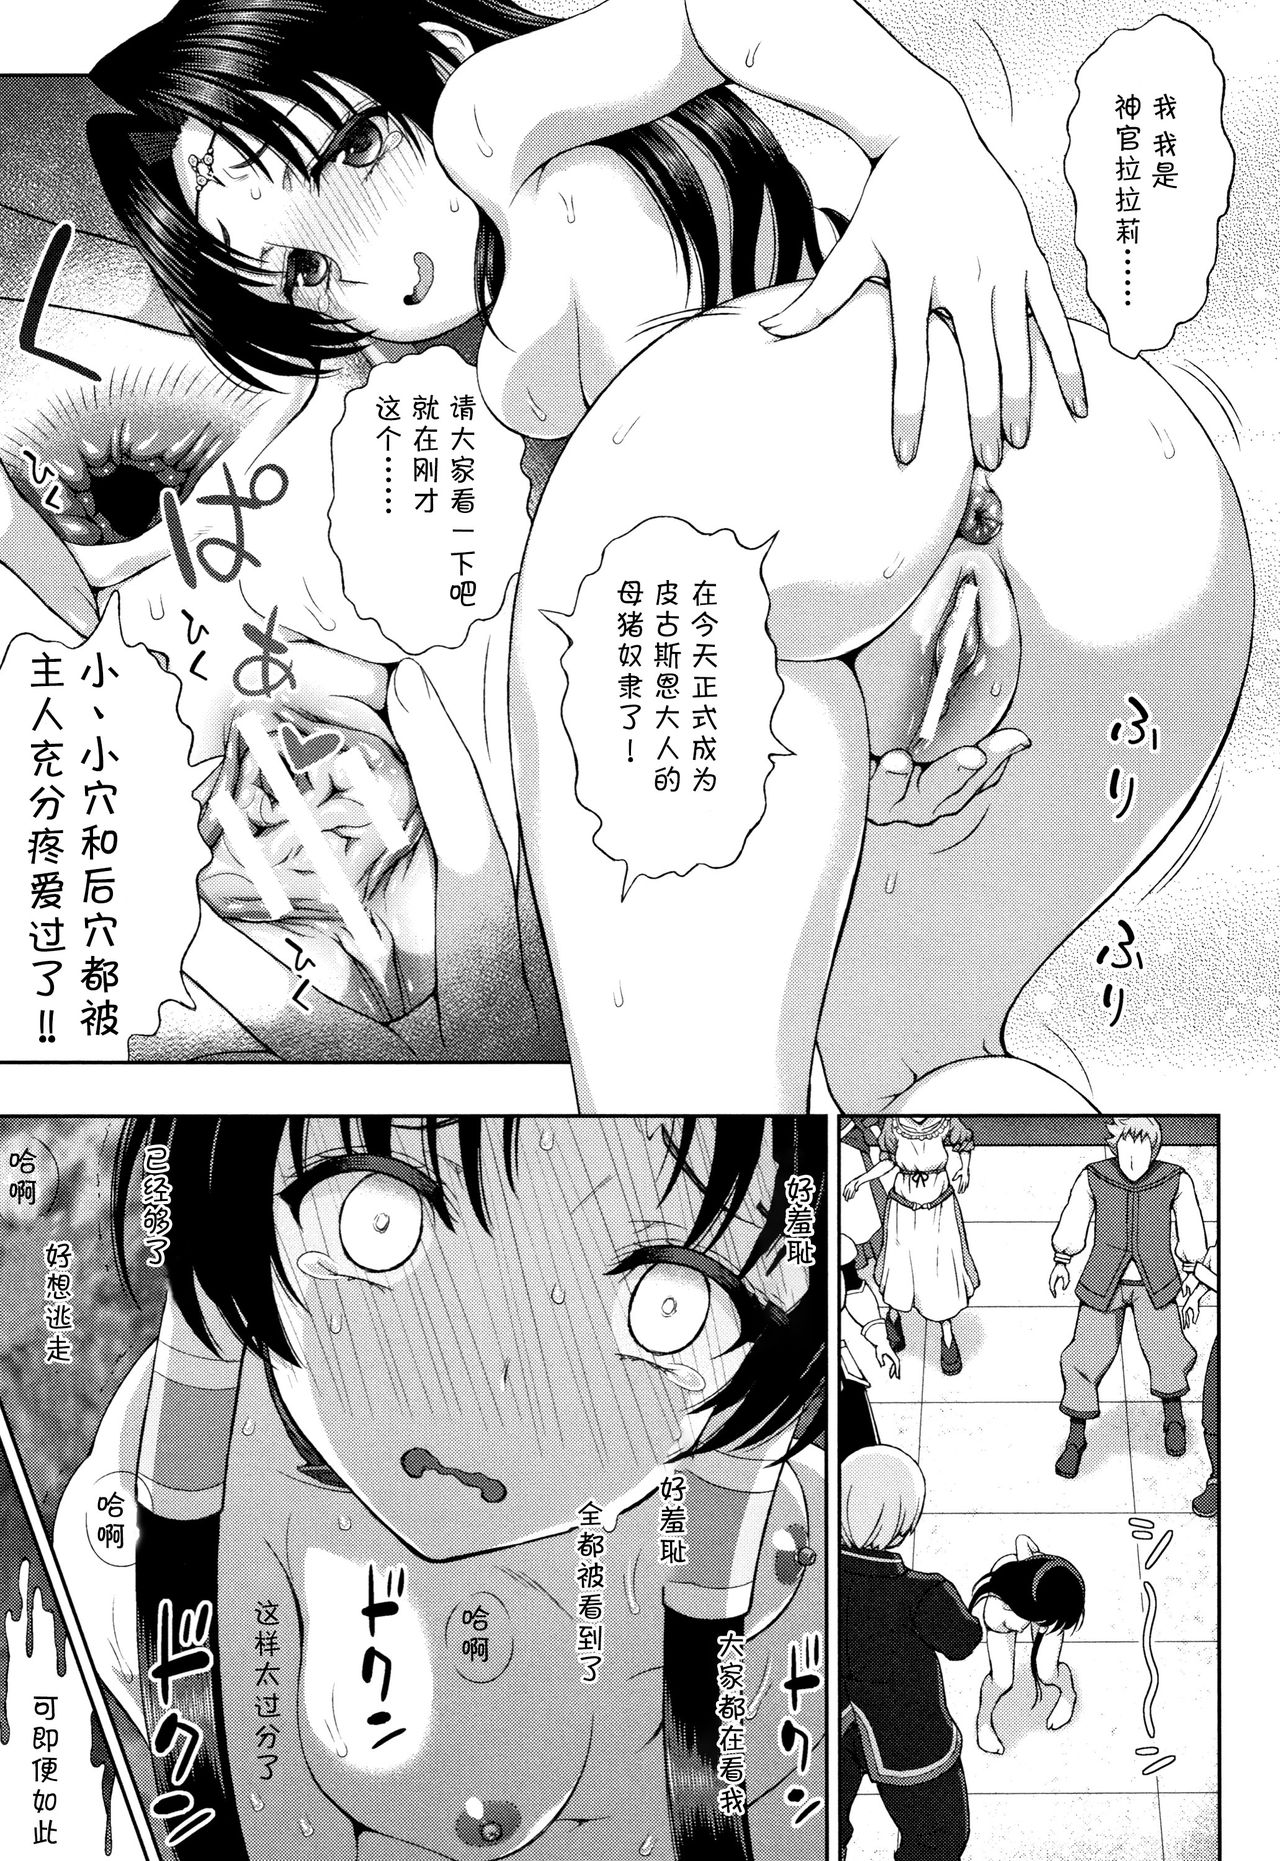 我 我是
神官拉拉莉……
请大家看一下吧
就在刚才
这个……
在今天正式成为
皮古斯恩大人的
母猪奴隶了！
小、小穴和后穴都被
主人充分疼爱过了!!
く
ひく
ぱ
ひく
あ
ひく
ふり
ふり
好羞耻
已经够了
哈啊
好想逃走
好羞耻
全都被看到了
大家都在看我
哈啊
哈啊
这样太过分了
ドクン
ドクン
ドクン
可即便如此